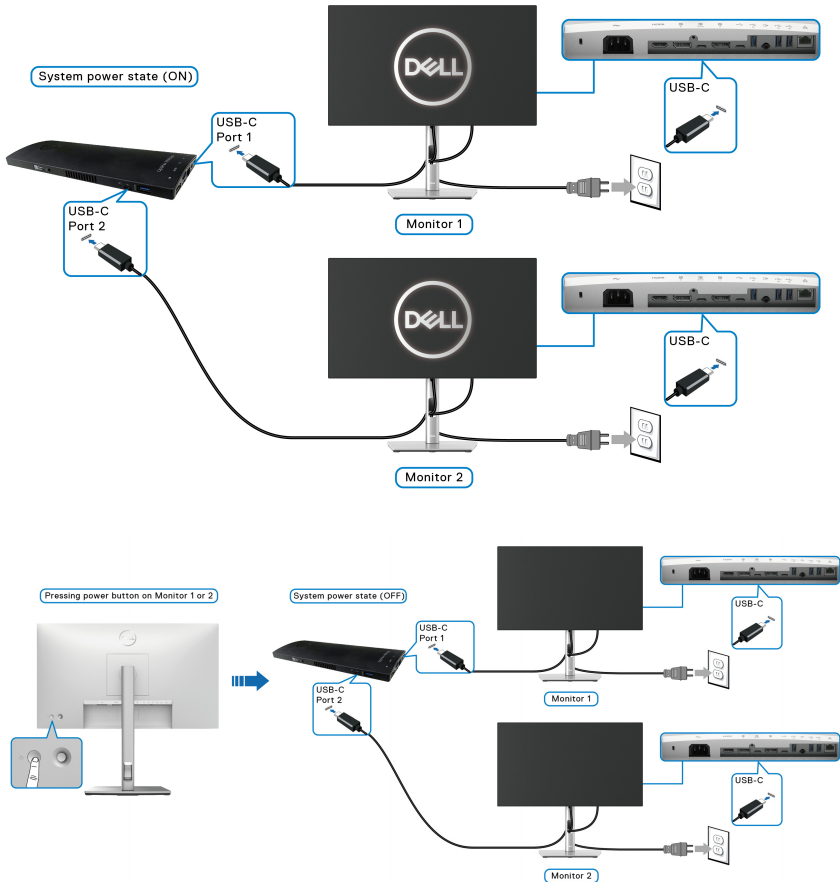 System power state (ON)
USB-C
Port 1
DELL
USB-C
Monitor 1
USB-C
Port 2
DELL
USB-C
Monitor 2
Pressing power button on Monitor 1 or 2
System power state (OFF)
USB-C
Port 1
USB-C
Monitor 1
USB-C
Port 2
USB-C
Monitor 2